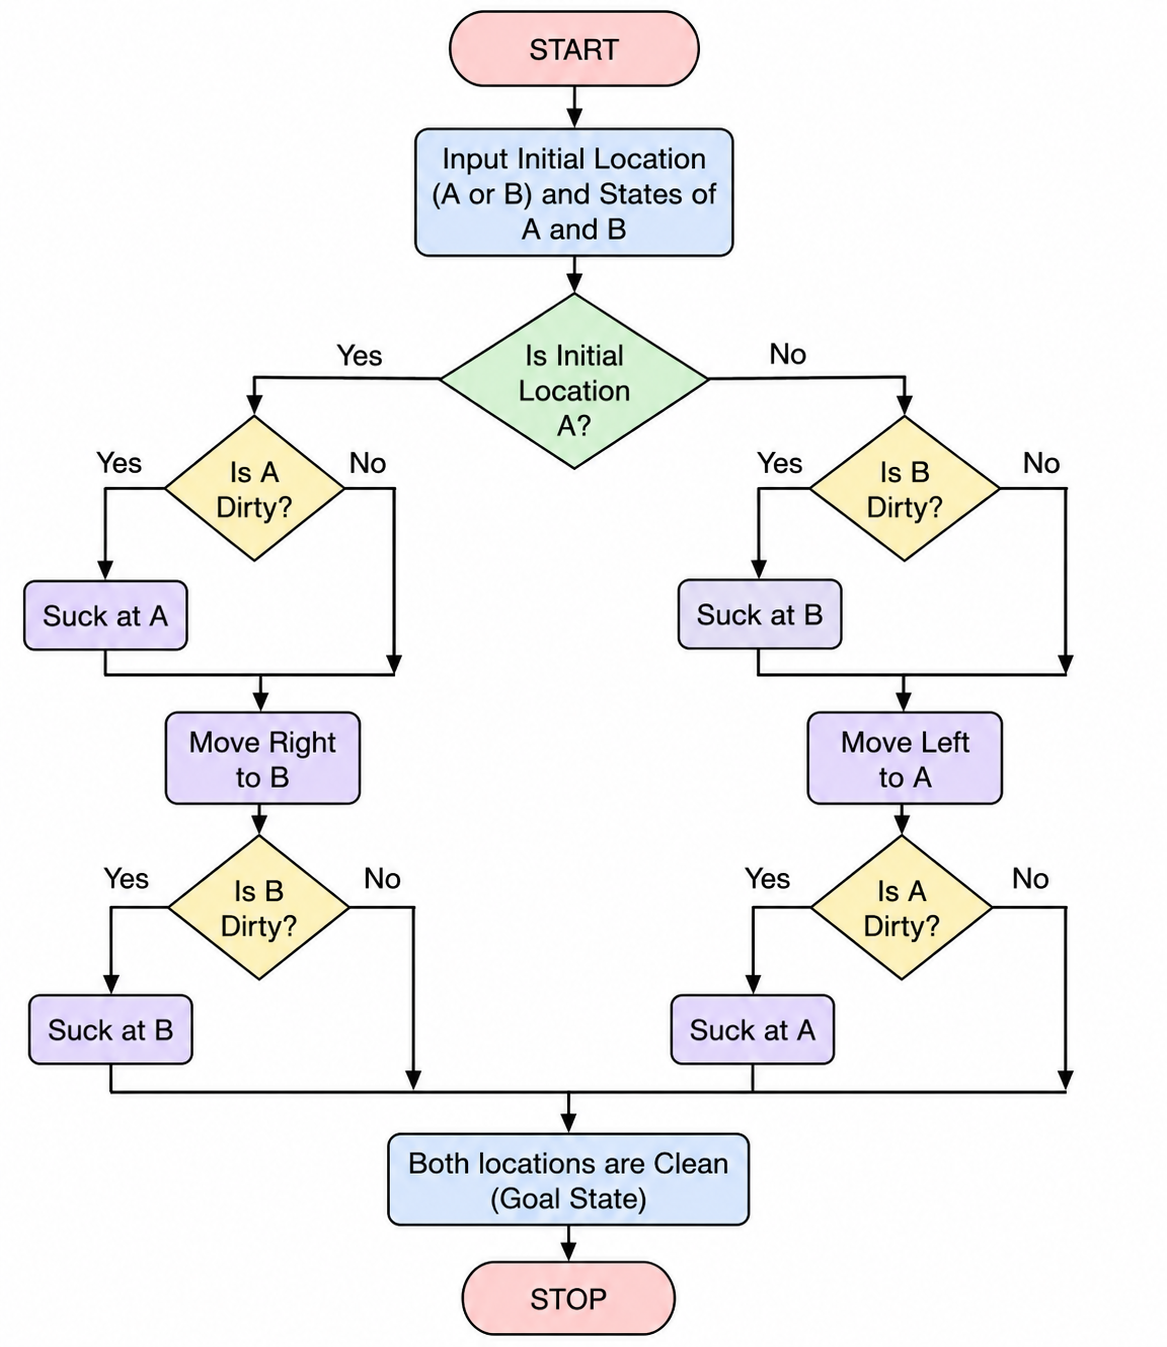 START
Input Initial Location
(A or B) and States of
A and B
Is Initial
Location
A?
Yes
No
Is A
Dirty?
Yes
No
Is B
Dirty?
Yes
No
Suck at A
Suck at B
Move Right
to B
Move Left
to A
Is B
Dirty?
Yes
No
Is A
Dirty?
Yes
No
Suck at B
Suck at A
Both locations are Clean
(Goal State)
STOP